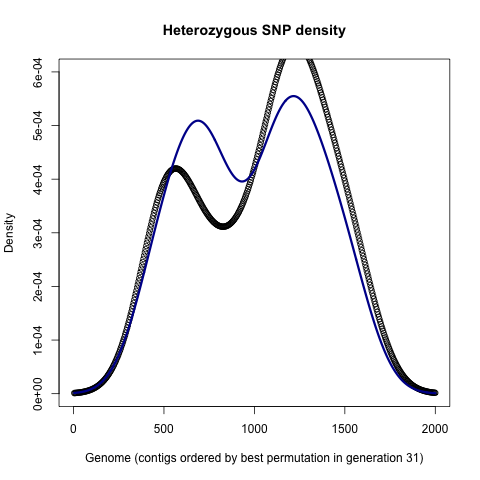 Heterozygous SNP density
6e-04
5e-04
4e-04
3e-04
2e-04
1e-04
0e+00
Density
0 500 1000 1500 2000
Genome (contigs ordered by best permutation in generation 31)